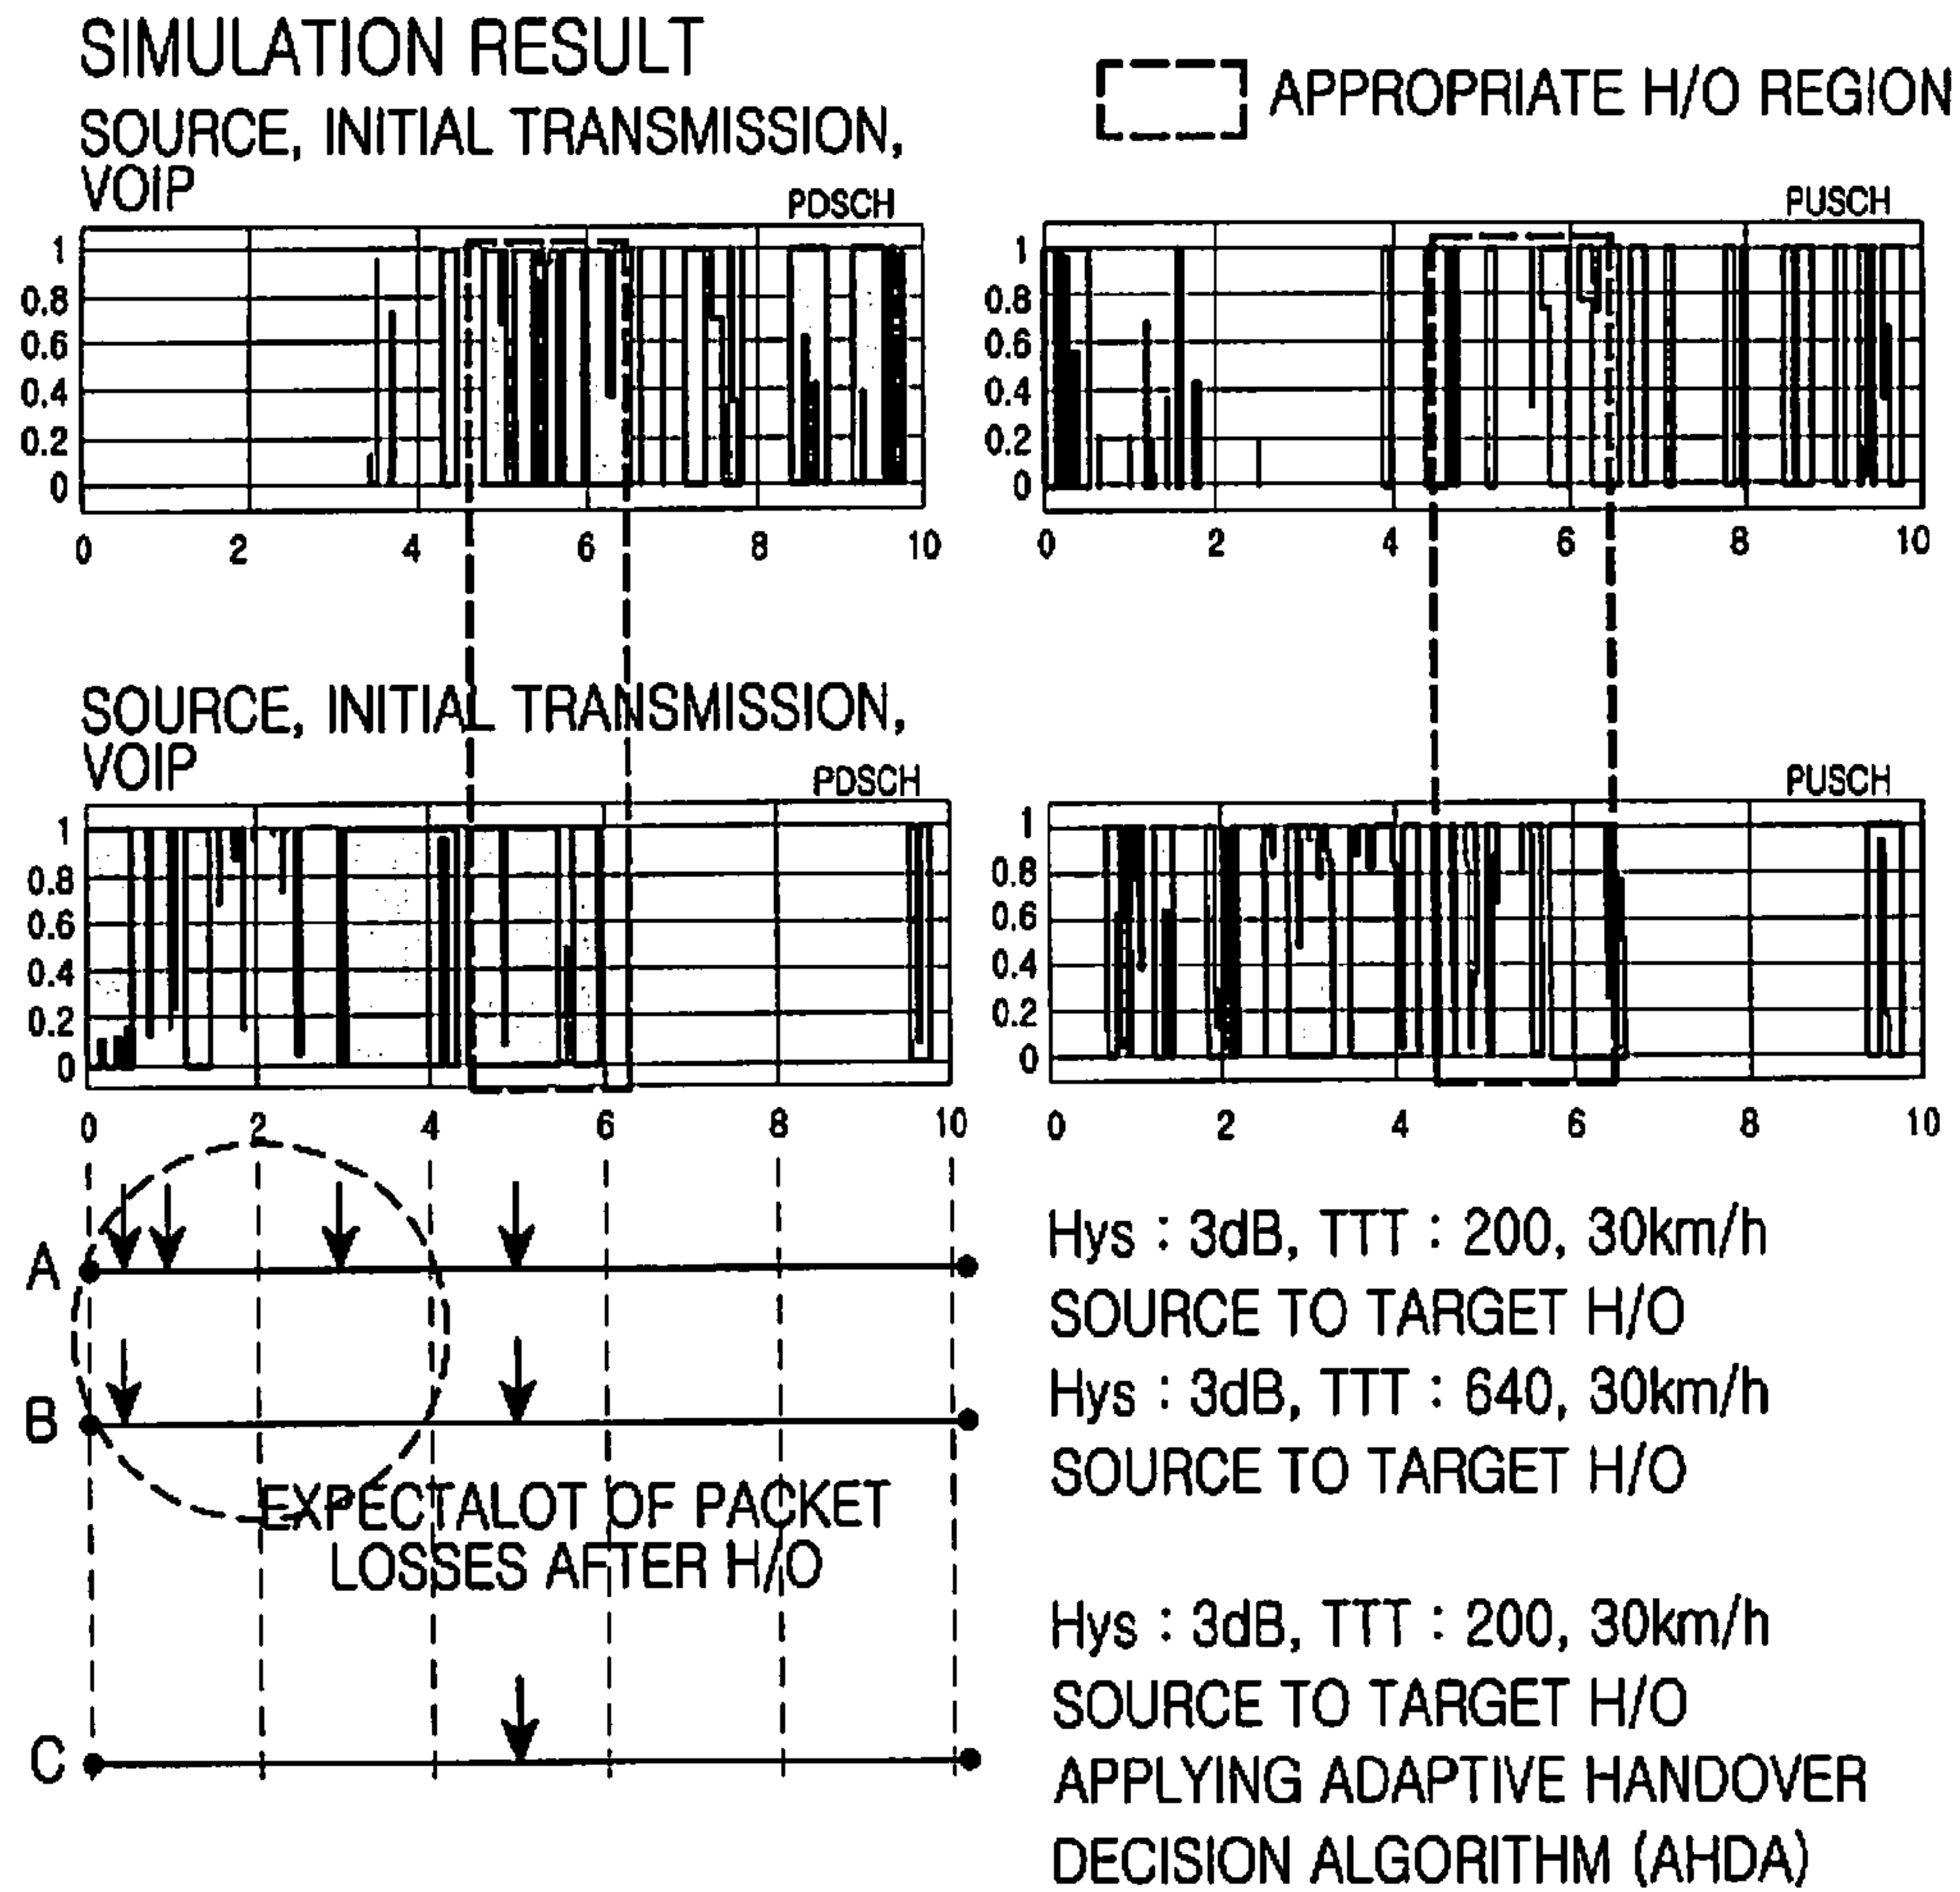 SIMULATION RESULT
SOURCE, INITIAL TRANSMISSION,
VOIP
APPROPRIATE H/O REGION
PDSCH
1
0.8
0.6
0.4
0.2
0
0 2 4 6 8 10
PUSCH
1
0.8
0.6
0.4
0.2
0
0 2 4 6 8 10
SOURCE, INITIAL TRANSMISSION,
VOIP
PDSCH
1
0.8
0.6
0.4
0.2
0
0 2 4 6 8 10
PUSCH
1
0.8
0.6
0.4
0.2
0
0 2 4 6 8 10
A
B
EXPECTALOT OF PACKET
LOSSES AFTER H/O
C
Hys : 3dB, TTT : 200, 30km/h
SOURCE TO TARGET H/O
Hys : 3dB, TTT : 640, 30km/h
SOURCE TO TARGET H/O
Hys : 3dB, TTT : 200, 30km/h
SOURCE TO TARGET H/O
APPLYING ADAPTIVE HANDOVER
DECISION ALGORITHM (AHDA)